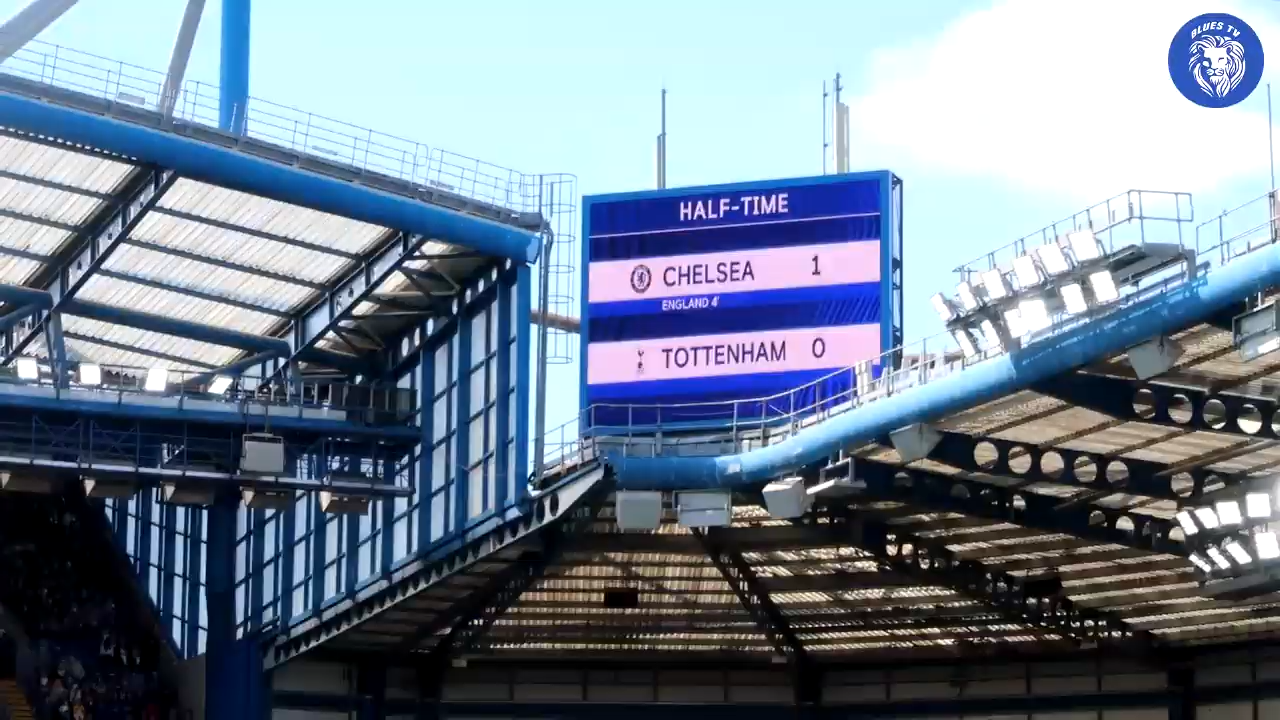 BLUES TV
HALF-TIME
CHELSEA 1
ENGLAND 4'
TOTTENHAM 0